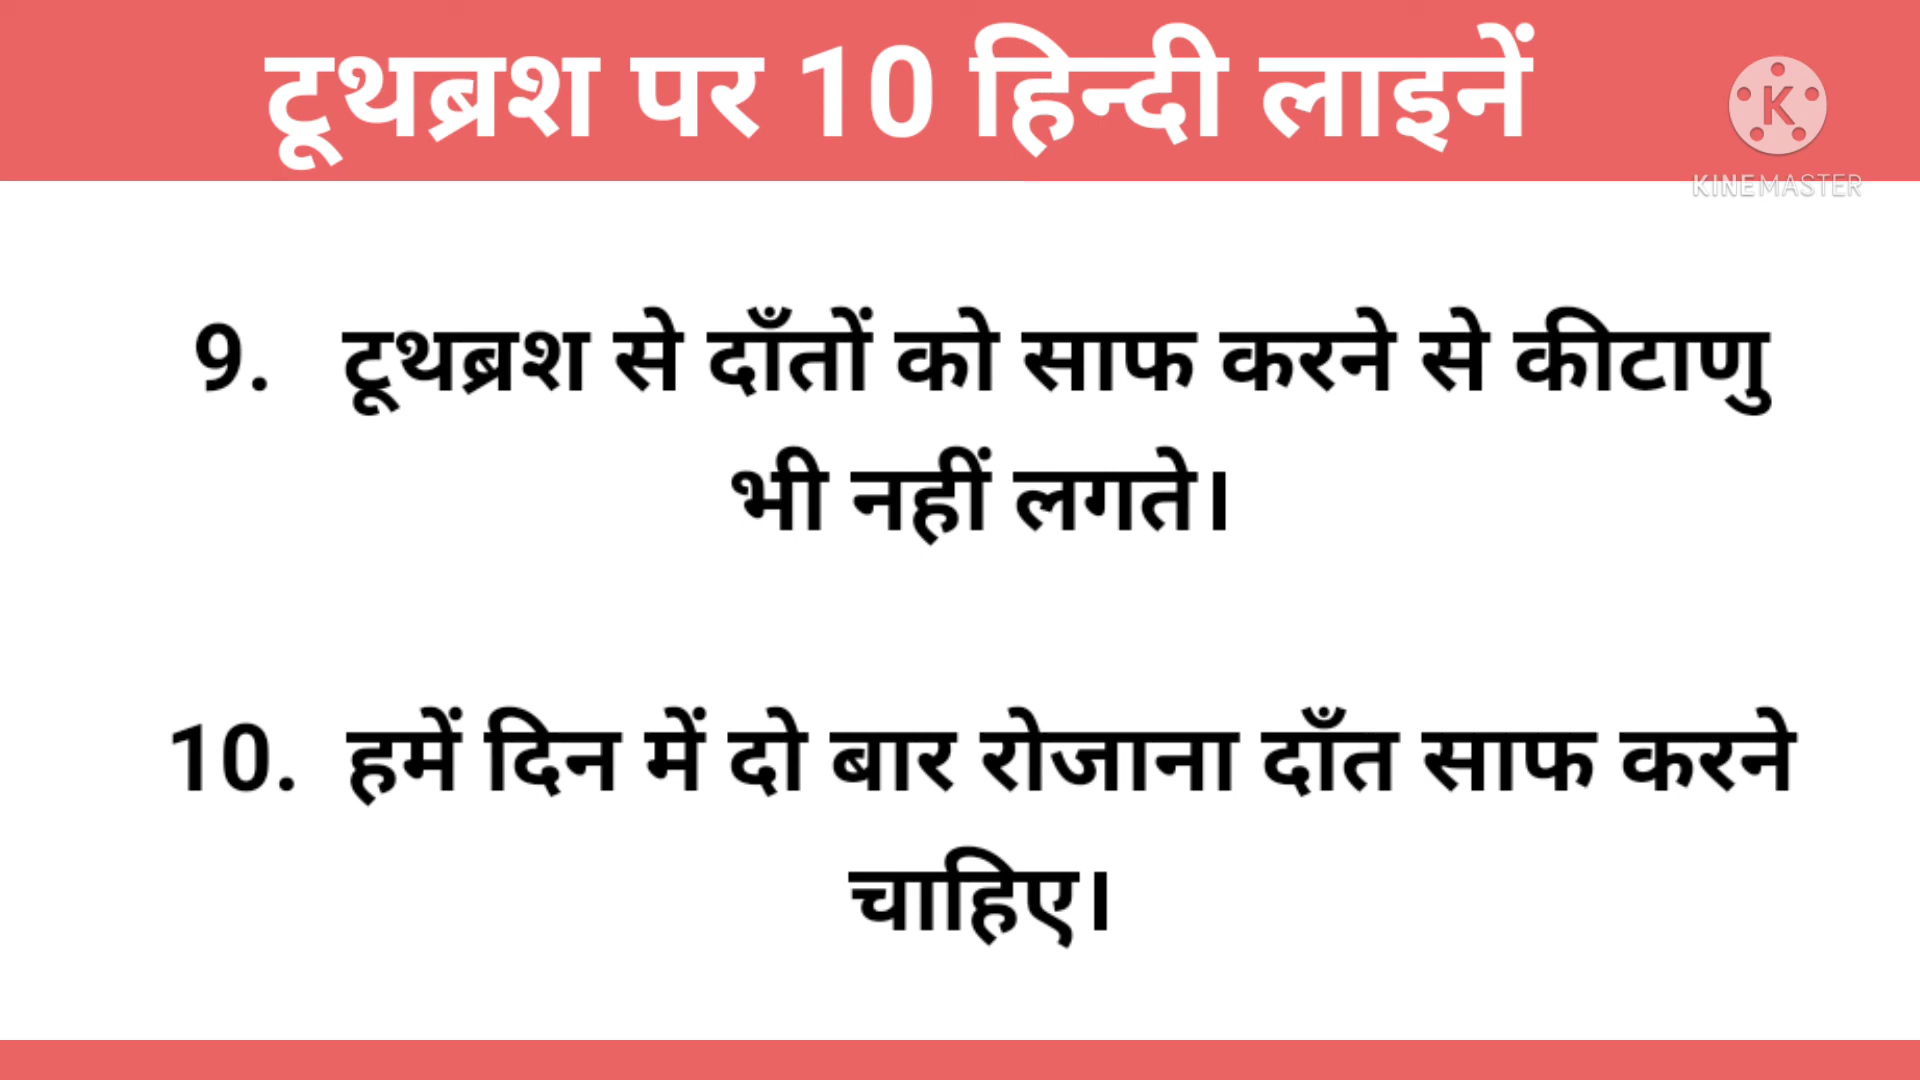 टूथब्रश पर 10 हिन्दी लाइनें
K
KINEMASTER
9. टूथब्रश से दाँतों को साफ करने से कीटाणु
भी नहीं लगते।
10. हमें दिन में दो बार रोजाना दाँत साफ करने
चाहिए।